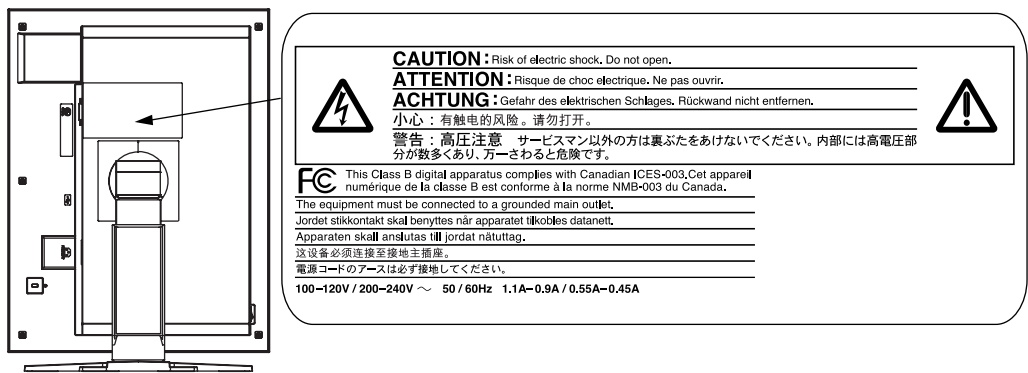 CAUTION : Risk of electric shock. Do not open.
ATTENTION : Risque de choc electrique. Ne pas ouvrir.
ACHTUNG : Gefahr des elektrischen Schlages. Rückwand nicht entfernen.
小心 : 有触电的风险。请勿打开。
警告 : 高圧注意 サービスマン以外の方は裏ぶたをあけないでください。内部には高電圧部
分が数多くあり、万一さわると危険です。
FC This Class B digital apparatus complies with Canadian ICES-003.Cet appareil
numérique de la classe B est conforme à la norme NMB-003 du Canada.
The equipment must be connected to a grounded main outlet.
Jordet stikkontakt skal benyttes når apparatet tilkobles datanett.
Apparaten skall anslutas till jordat nätuttag.
这设备必须连接至接地主插座。
電源コードのアースは必ず接地してください。
100-120V / 200-240V ～ 50 / 60Hz 1.1A-0.9A / 0.55A-0.45A